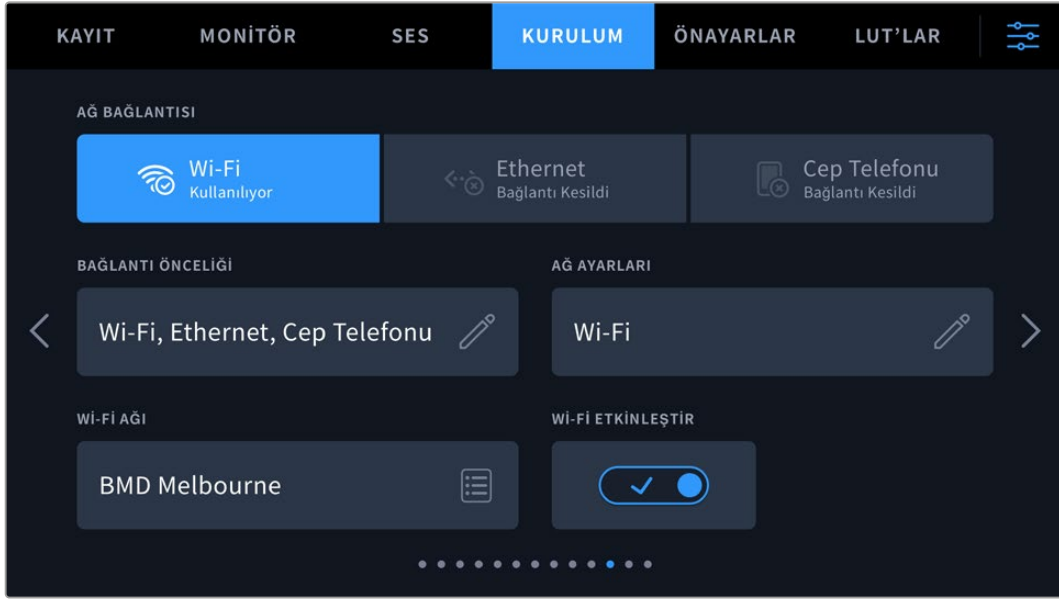 KAYIT MONİTÖR SES KURULUM ÖNAYARLAR LUT’LAR
AĞ BAĞLANTISI
Wi-Fi Ethernet Cep Telefonu
Kullanılıyor Bağlantı Kesildi Bağlantı Kesildi
BAĞLANTI ÖNCELİĞİ AĞ AYARLARI
Wi-Fi, Ethernet, Cep Telefonu Wi-Fi
Wİ-Fİ AĞI Wİ-Fİ ETKİNLEŞTİR
BMD Melbourne